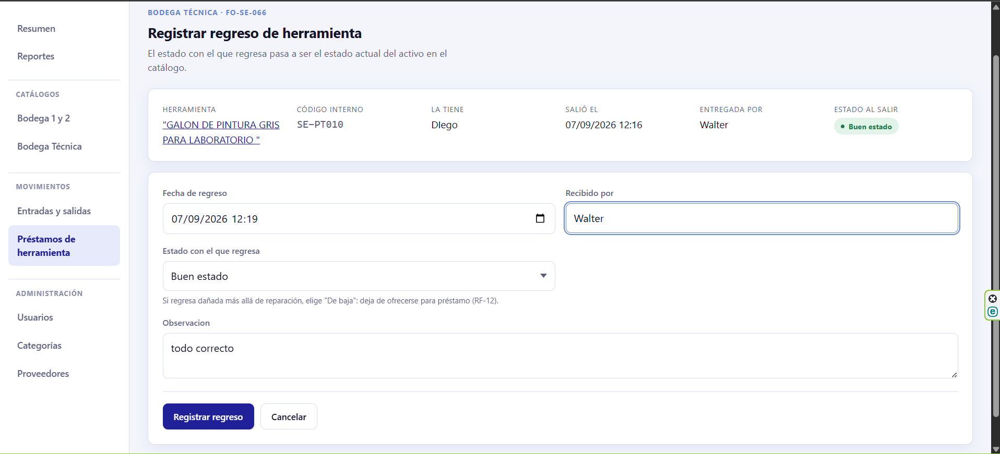 Resumen
Reportes
CATÁLOGOS
Bodega 1 y 2
Bodega Técnica
MOVIMIENTOS
Entradas y salidas
Préstamos de
herramienta
ADMINISTRACIÓN
Usuarios
Categorías
Proveedores
BODEGA TÉCNICA · FO-SE-066
Registrar regreso de herramienta
El estado con el que regresa pasa a ser el estado actual del activo en el
catálogo.
HERRAMIENTA
"GALON DE PINTURA GRIS
PARA LABORATORIO "
CÓDIGO INTERNO
SE-PT010
LA TIENE
DIego
SALIÓ EL
07/09/2026 12:16
ENTREGADA POR
Walter
ESTADO AL SALIR
Buen estado
Fecha de regreso
07/09/2026 12:19
Recibido por
Walter
Estado con el que regresa
Buen estado
Si regresa dañada más allá de reparación, elige "De baja": deja de ofrecerse para préstamo (RF-12).
Observacion
todo correcto
Registrar regreso
Cancelar